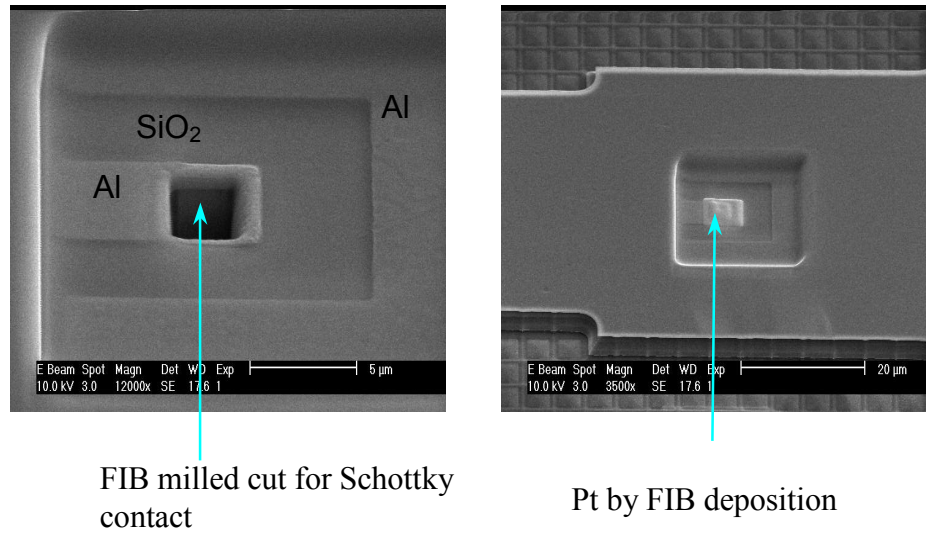 Al
SiO₂
Al
E Beam Spot Magn Det WD Exp
10.0 kV 3.0 12000x SE 17.6 1
5 µm
FIB milled cut for Schottky
contact
E Beam Spot Magn Det WD Exp
10.0 kV 3.0 3500x SE 17.6 1
20 µm
Pt by FIB deposition